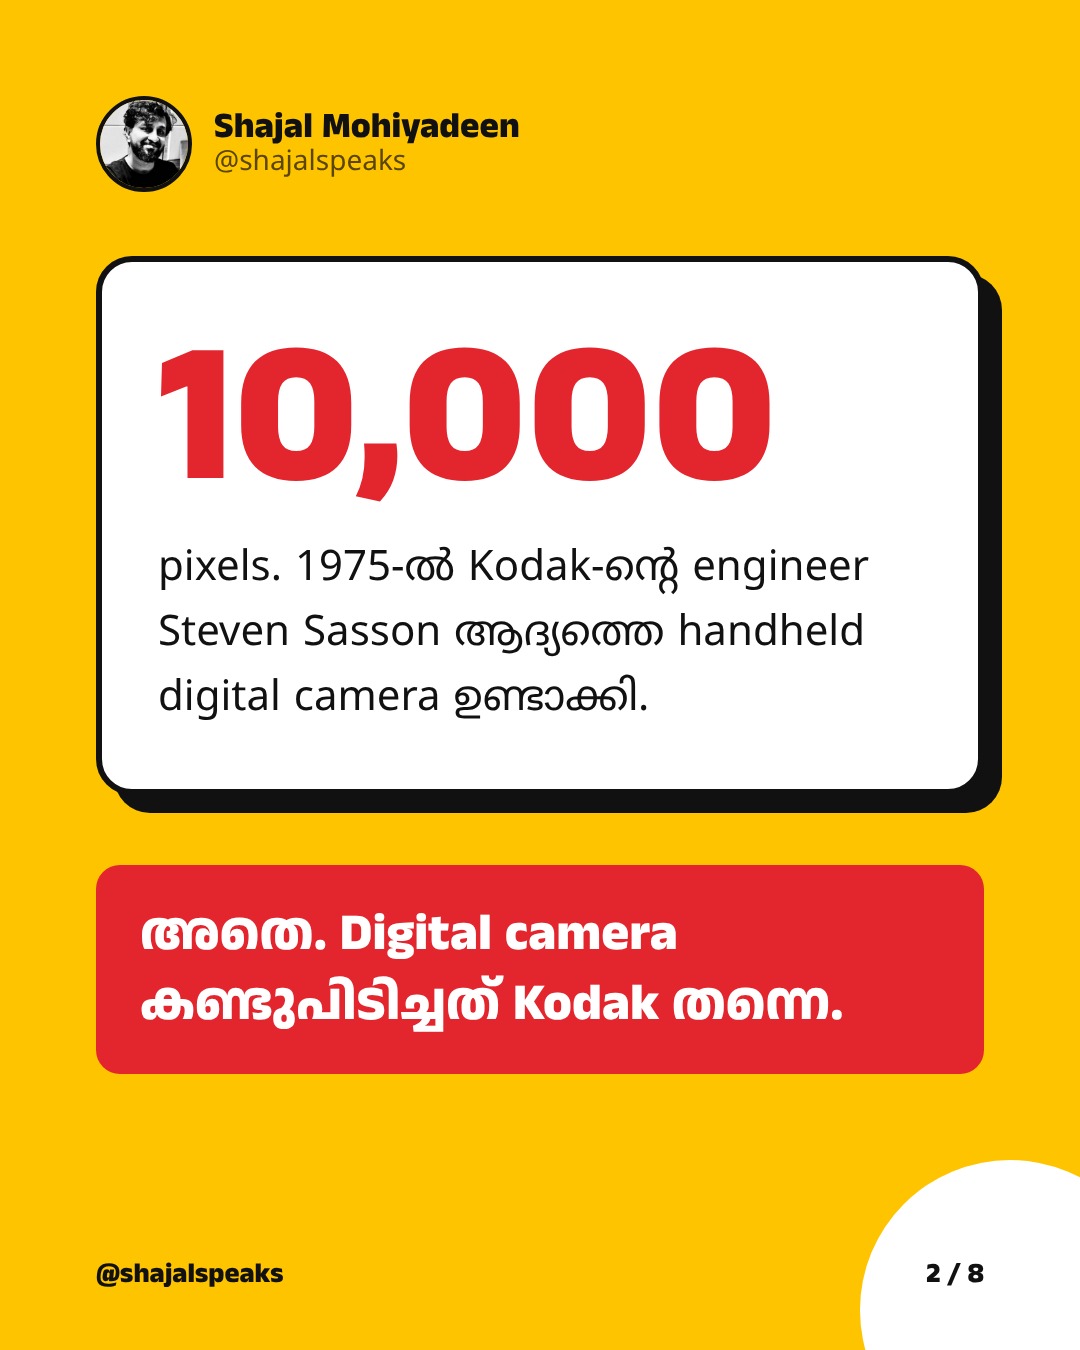 Shajal Mohiyadeen
@shajalspeaks
10,000
pixels. 1975-ൽ Kodak-ന്റെ engineer
Steven Sasson ആദ്യത്തെ handheld
digital camera ഉണ്ടാക്കി.
അതെ. Digital camera
കണ്ടുപിടിച്ചത് Kodak തന്നെ.
@shajalspeaks
2 / 8